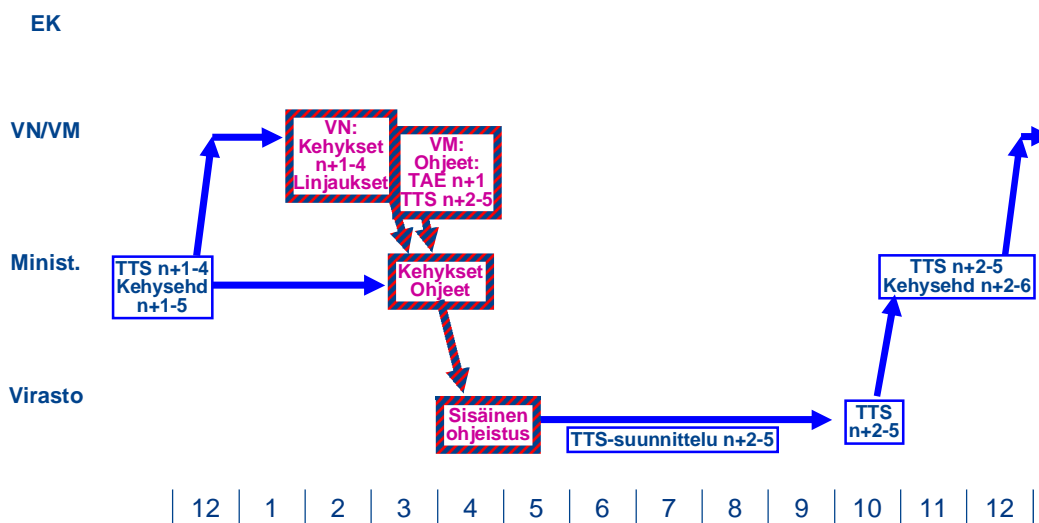 EK
VN/VM
VN:
Kehykset
n+1-4
Linjaukset
VM:
Ohjeet:
TAE n+1
TTS n+2-5
Minist.
TTS n+1-4
Kehysehd
n+1-5
Kehykset
Ohjeet
TTS n+2-5
Kehysehd n+2-6
Virasto
Sisäinen
ohjeistus
TTS-suunnittelu n+2-5
TTS
n+2-5
12 1 2 3 4 5 6 7 8 9 10 11 12